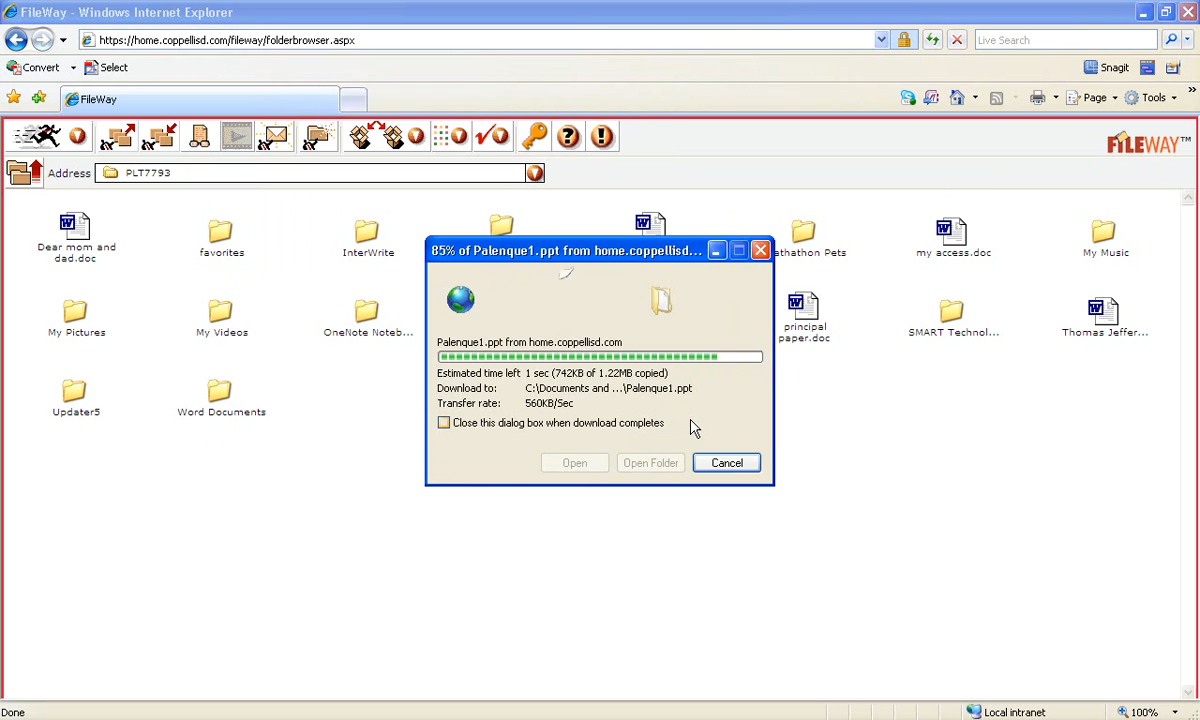 FileWay - Windows Internet Explorer
https://home.coppellisd.com/fileway/folderbrowser.aspx
Live Search
Convert
Select
Snagit
FileWay
Page
Tools
FILEWAY™
Address
PLT7793
Dear mom and
dad.doc
favorites
InterWrite
athathon Pets
my access.doc
My Music
My Pictures
My Videos
OneNote Noteb...
principal
paper.doc
SMART Technol...
Thomas Jeffer...
Updater5
Word Documents
85% of Palenque1.ppt from home.coppellisd...
Palenque1.ppt from home.coppellisd.com
Estimated time left 1 sec (742KB of 1.22MB copied)
Download to: C:\Documents and ...\Palenque1.ppt
Transfer rate: 560KB/Sec
Close this dialog box when download completes
Open
Open Folder
Cancel
Done
Local intranet
100%